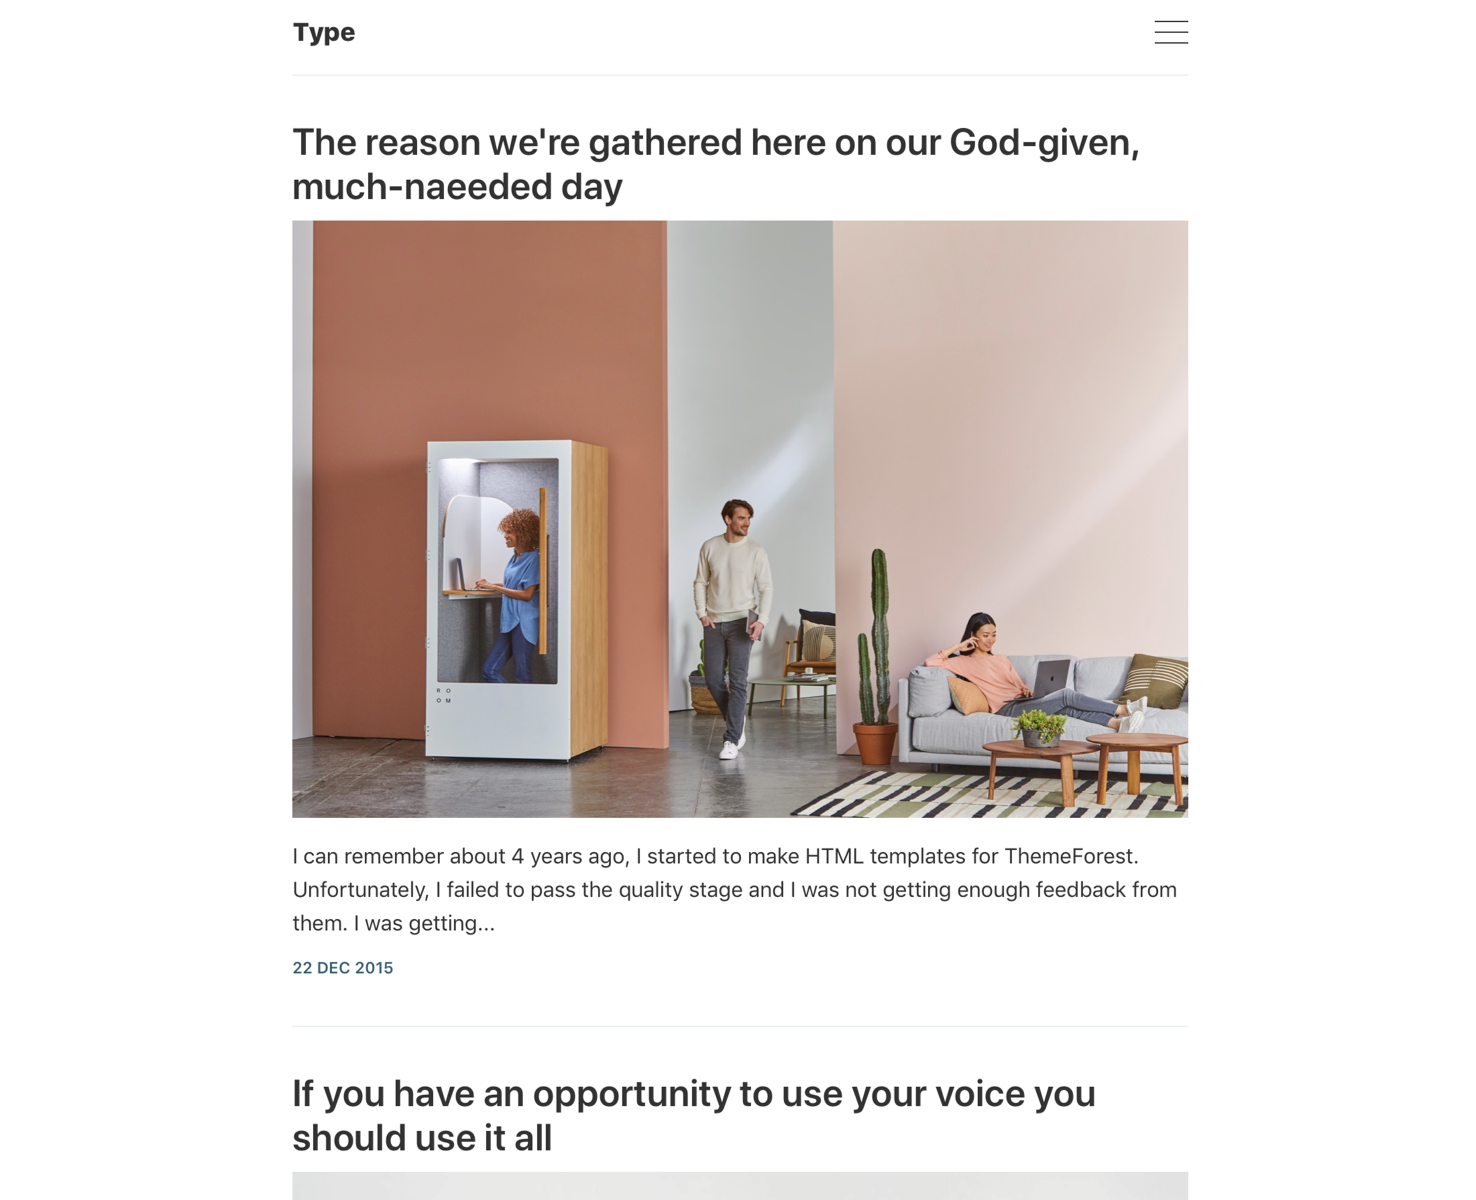 Type
The reason we're gathered here on our God-given,
much-naeeded day
R O
O M
I can remember about 4 years ago, I started to make HTML templates for ThemeForest.
Unfortunately, I failed to pass the quality stage and I was not getting enough feedback from
them. I was getting...
22 DEC 2015
If you have an opportunity to use your voice you
should use it all